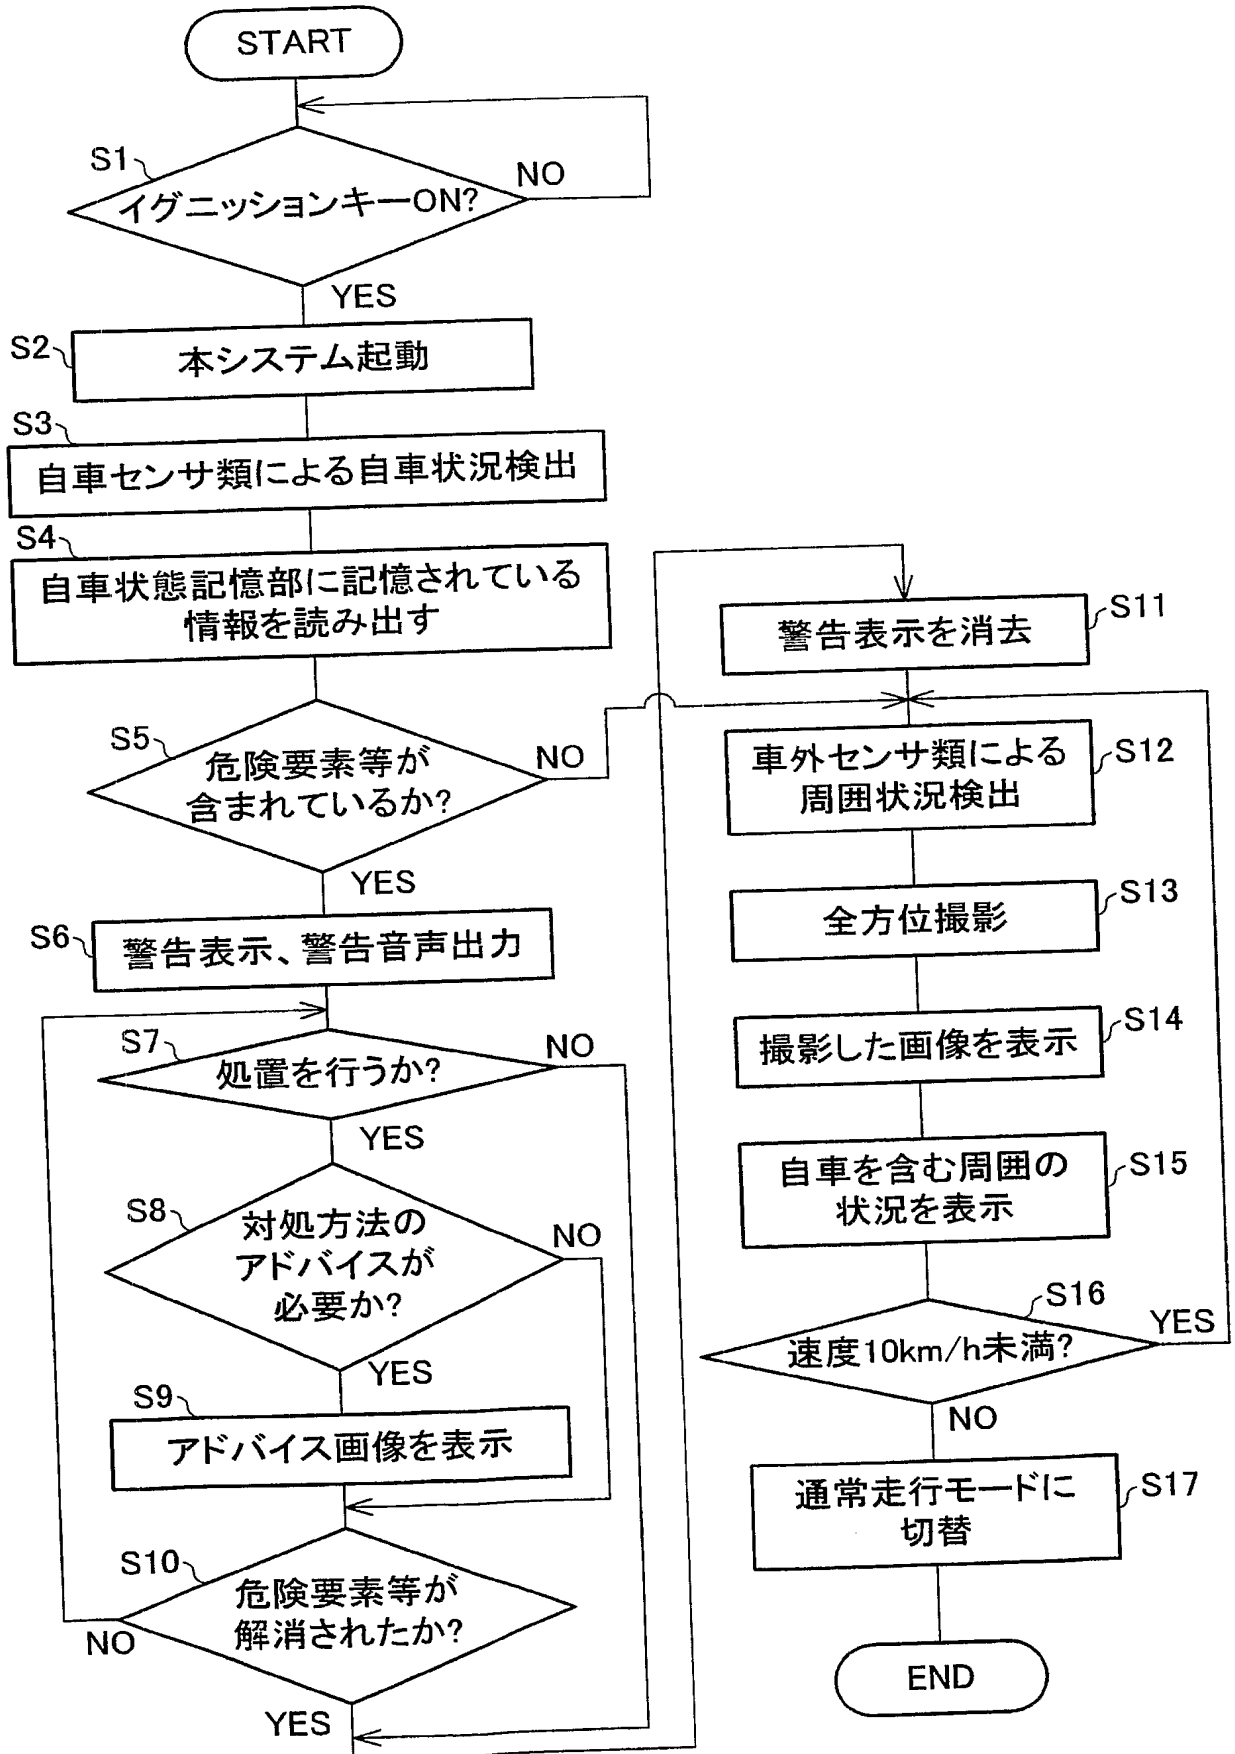 START
S1
イグニッションキーON?
NO
YES
S2
本システム起動
S3
自車センサ類による自車状況検出
S4
自車状態記憶部に記憶されている
情報を読み出す
S5
危険要素等が
含まれているか?
NO
YES
S6
警告表示、警告音声出力
S7
処置を行うか?
NO
YES
S8
対処方法の
アドバイスが
必要か?
NO
YES
S9
アドバイス画像を表示
S10
危険要素等が
解消されたか?
NO
YES
S11
警告表示を消去
S12
車外センサ類による
周囲状況検出
S13
全方位撮影
S14
撮影した画像を表示
S15
自車を含む周囲の
状況を表示
S16
速度10km/h未満?
YES
NO
S17
通常走行モードに
切替
END